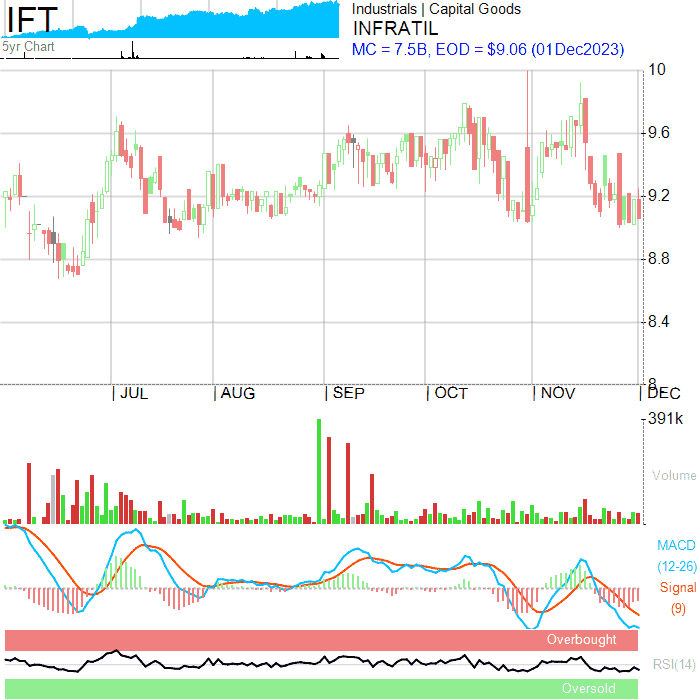 IFT
5yr Chart
Industrials | Capital Goods
INFRATIL
MC = 7.5B, EOD = $9.06 (01Dec2023)
10
9.6
9.2
8.8
8.4
8
| JUL | AUG | SEP | OCT | NOV | DEC
391k
Volume
MACD
(12-26)
Signal
(9)
Overbought
RSI(14)
Oversold